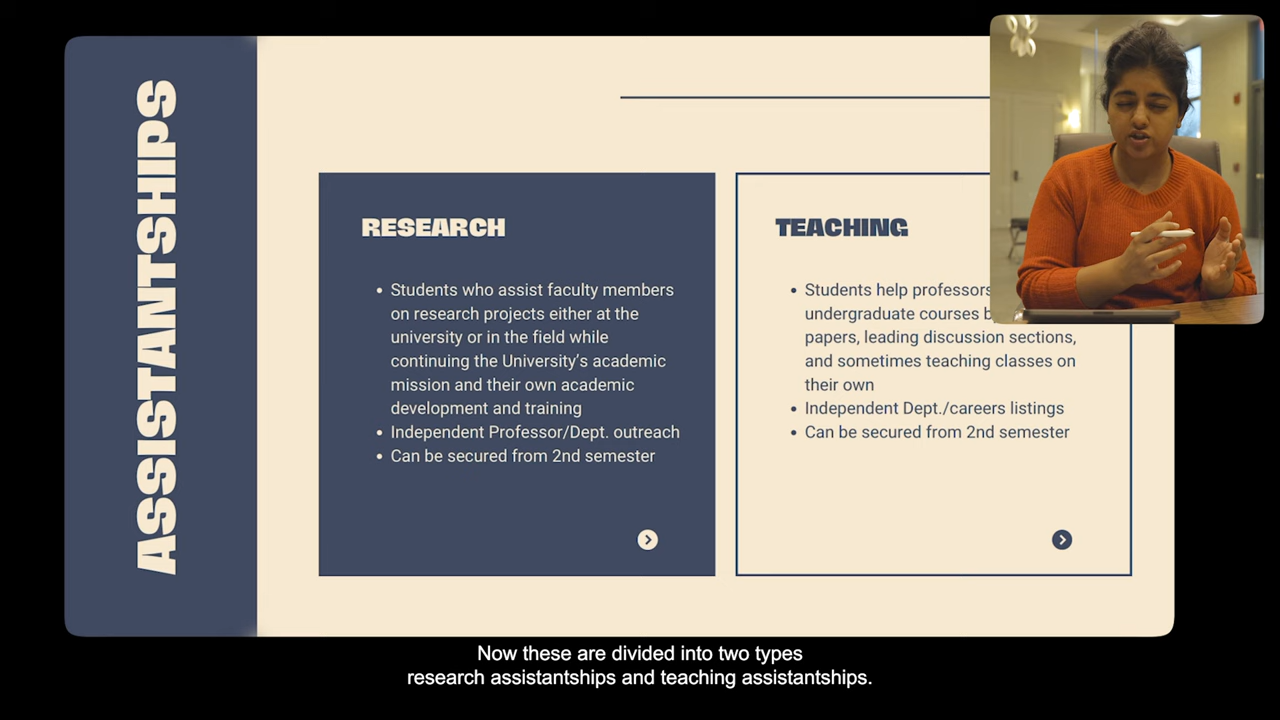 ASSISTANTSHIPS
RESEARCH
• Students who assist faculty members
on research projects either at the
university or in the field while
continuing the University's academic
mission and their own academic
development and training
• Independent Professor/Dept. outreach
• Can be secured from 2nd semester
TEACHING
• Students help professors
undergraduate courses
papers, leading discussion sections,
and sometimes teaching classes on
their own
• Independent Dept./careers listings
• Can be secured from 2nd semester
Now these are divided into two types
research assistantships and teaching assistantships.